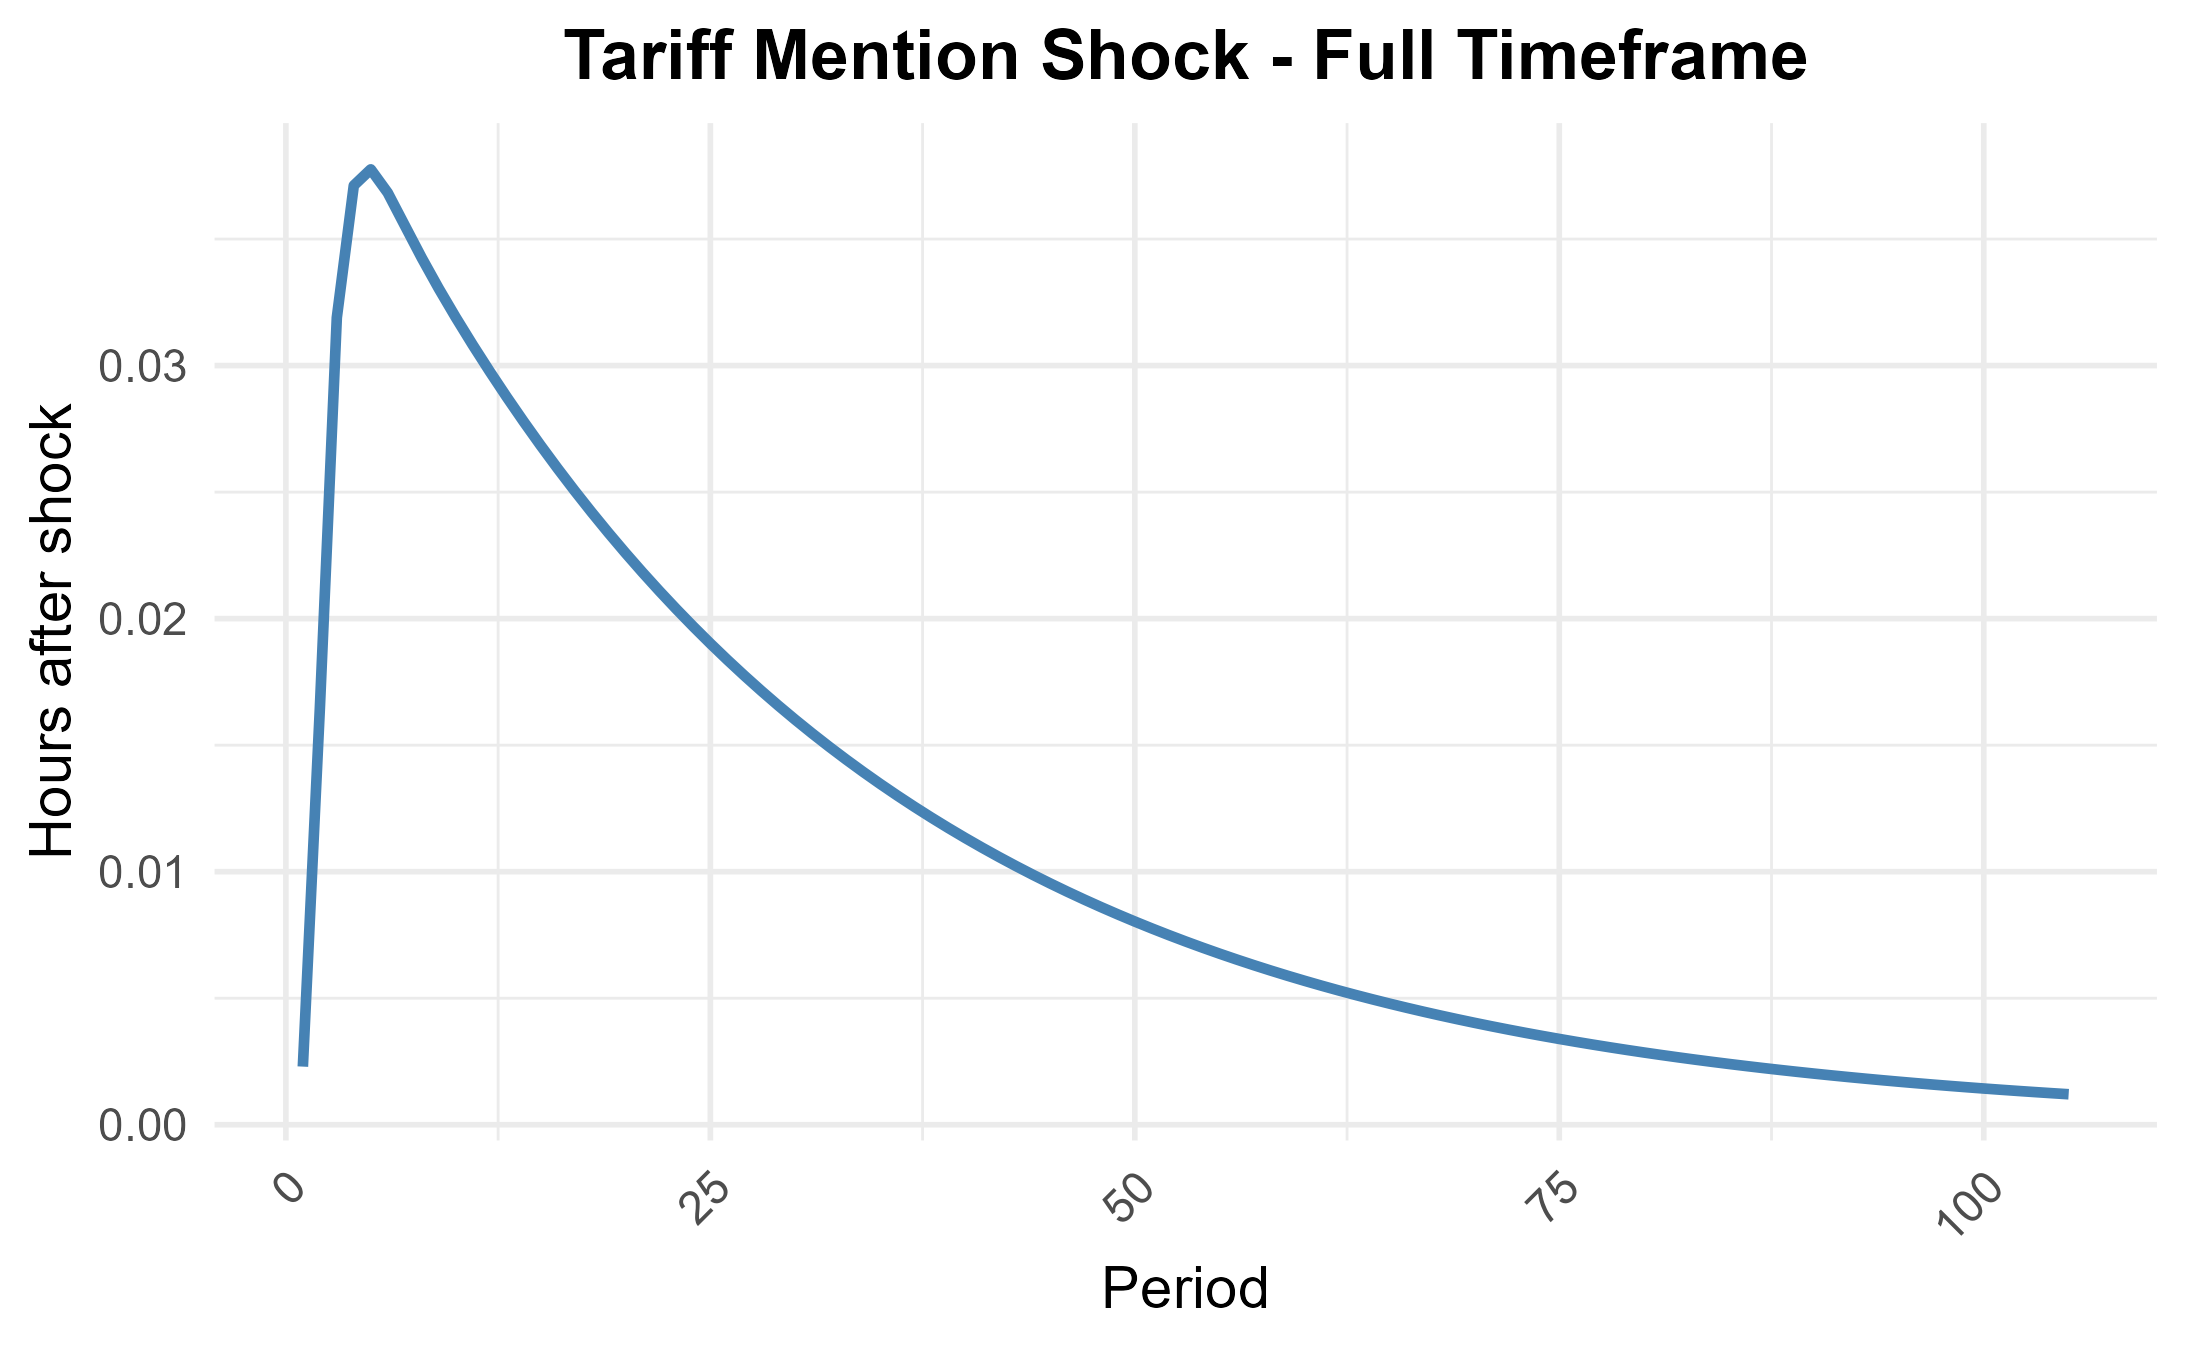 Tariff Mention Shock - Full Timeframe
Hours after shock
0.03
0.02
0.01
0.00
0 25 50 75 100
Period